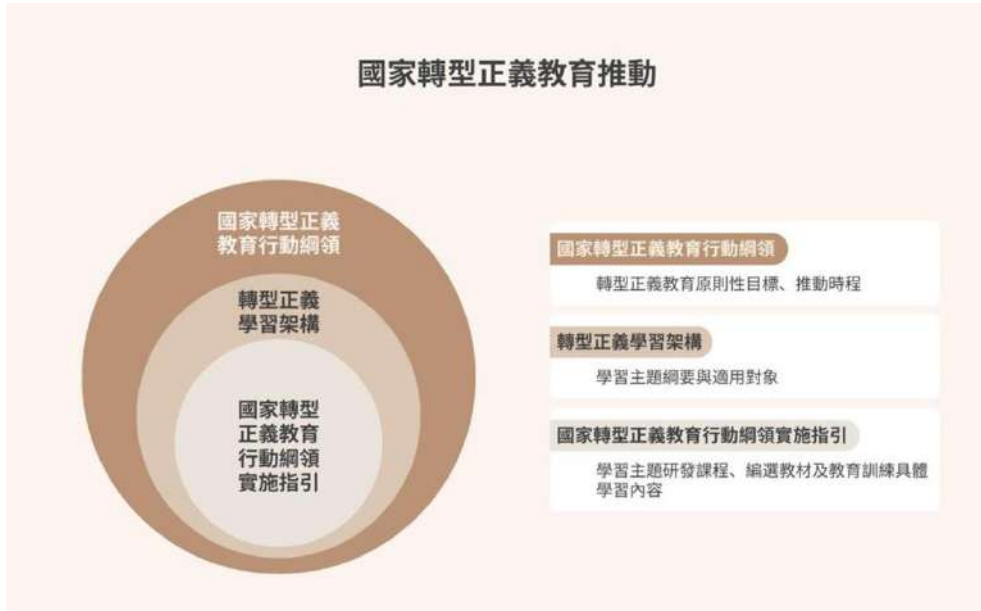 國家轉型正義教育推動
國家轉型正義
教育行動綱領
轉型正義
學習架構
國家轉型
正義教育
行動綱領
實施指引
國家轉型正義教育行動綱領
轉型正義教育原則性目標、推動時程
轉型正義學習架構
學習主題綱要與適用對象
國家轉型正義教育行動綱領實施指引
學習主題研發課程、編選教材及教育訓練具體
學習內容